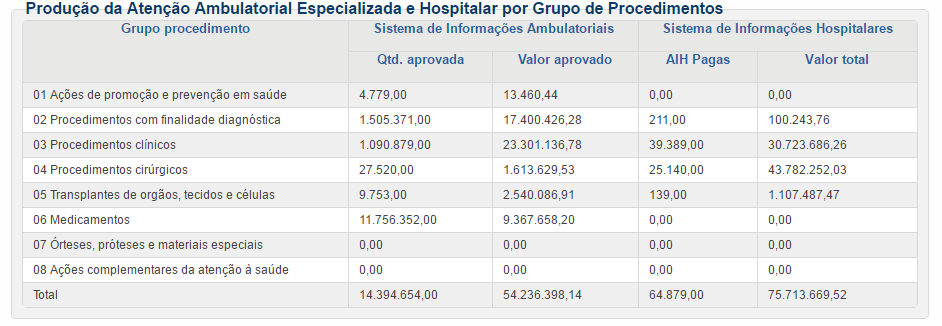 Produção da Atenção Ambulatorial Especializada e Hospitalar por Grupo de Procedimentos
Grupo procedimento Sistema de Informações Ambulatoriais Sistema de Informações Hospitalares
Qtd. aprovada Valor aprovado AIH Pagas Valor total
01 Ações de promoção e prevenção em saúde 4.779,00 13.460,44 0,00 0,00
02 Procedimentos com finalidade diagnóstica 1.505.371,00 17.400.426,28 211,00 100.243,76
03 Procedimentos clínicos 1.090.879,00 23.301.136,78 39.389,00 30.723.686,26
04 Procedimentos cirúrgicos 27.520,00 1.613.629,53 25.140,00 43.782.252,03
05 Transplantes de orgãos, tecidos e células 9.753,00 2.540.086,91 139,00 1.107.487,47
06 Medicamentos 11.756.352,00 9.367.658,20 0,00 0,00
07 Órteses, próteses e materiais especiais 0,00 0,00 0,00 0,00
08 Ações complementares da atenção à saúde 0,00 0,00 0,00 0,00
Total 14.394.654,00 54.236.398,14 64.879,00 75.713.669,52